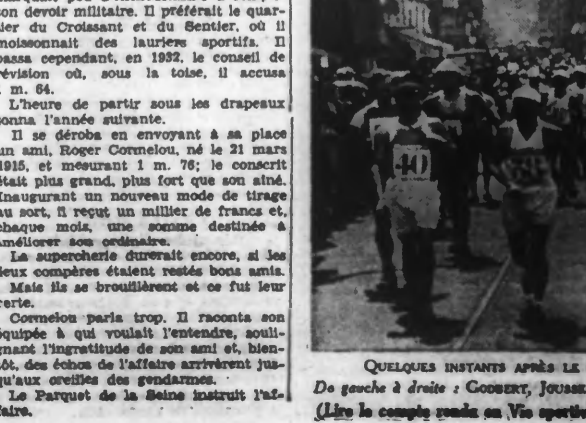 son devoir militaire. Il préférait le quar-
ier du Croissant et du Sentier, où il
moissonnait des lauriers sportifs. Il
passa cependant, en 1932, le conseil de
révision où, sous la toise, il accusa
m. 64.
L'heure de partir sous les drapeaux
sonna l'année suivante.
Il se déroba en envoyant à sa place
un ami, Roger Cormelou, né le 21 mars
1915, et mesurant 1 m. 76; le conscrit
était plus grand, plus fort que son aîné.
Inaugurant un nouveau mode de tirage
au sort, il reçut un millier de francs et,
chaque mois, une somme destinée à
améliorer son ordinaire.
La supercherie durerait encore, si les
deux compères étaient restés bons amis.
Mais ils se brouillèrent et ce fut leur
perte.
Cormelou parla trop. Il raconta son
équipée à qui voulait l'entendre, souli-
gnant l'ingratitude de son ami et, bien-
tôt, des échos de l'affaire arrivèrent jus-
qu'aux oreilles des gendarmes.
Le Parquet de la Seine instruit l'af-
faire.
40
QUELQUES INSTANTS APRÈS LE
De gauche à droite : GODBERT, JOUSSE
(Lire le compte rendu en Vie sportive